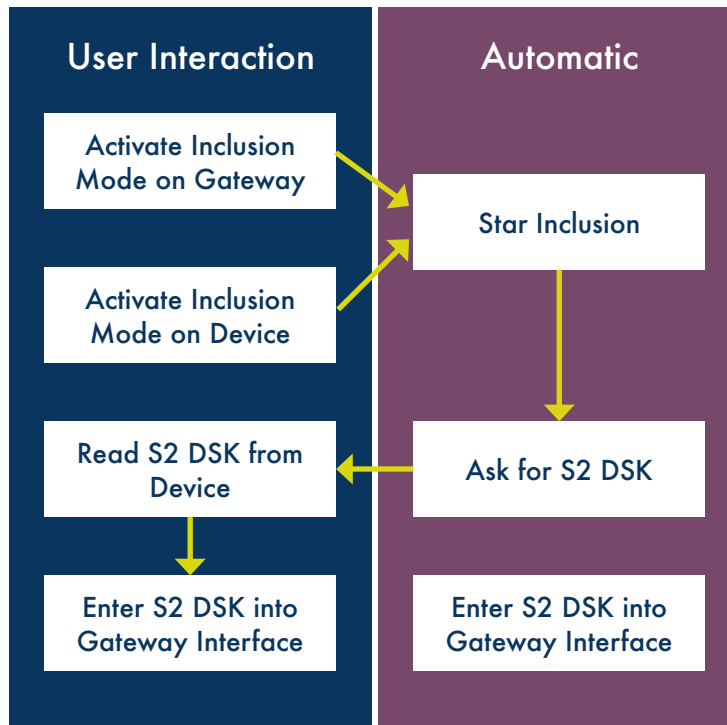 User Interaction
Activate Inclusion
Mode on Gateway
Activate Inclusion
Mode on Device
Read S2 DSK from
Device
Enter S2 DSK into
Gateway Interface
Automatic
Star Inclusion
Ask for S2 DSK
Enter S2 DSK into
Gateway Interface